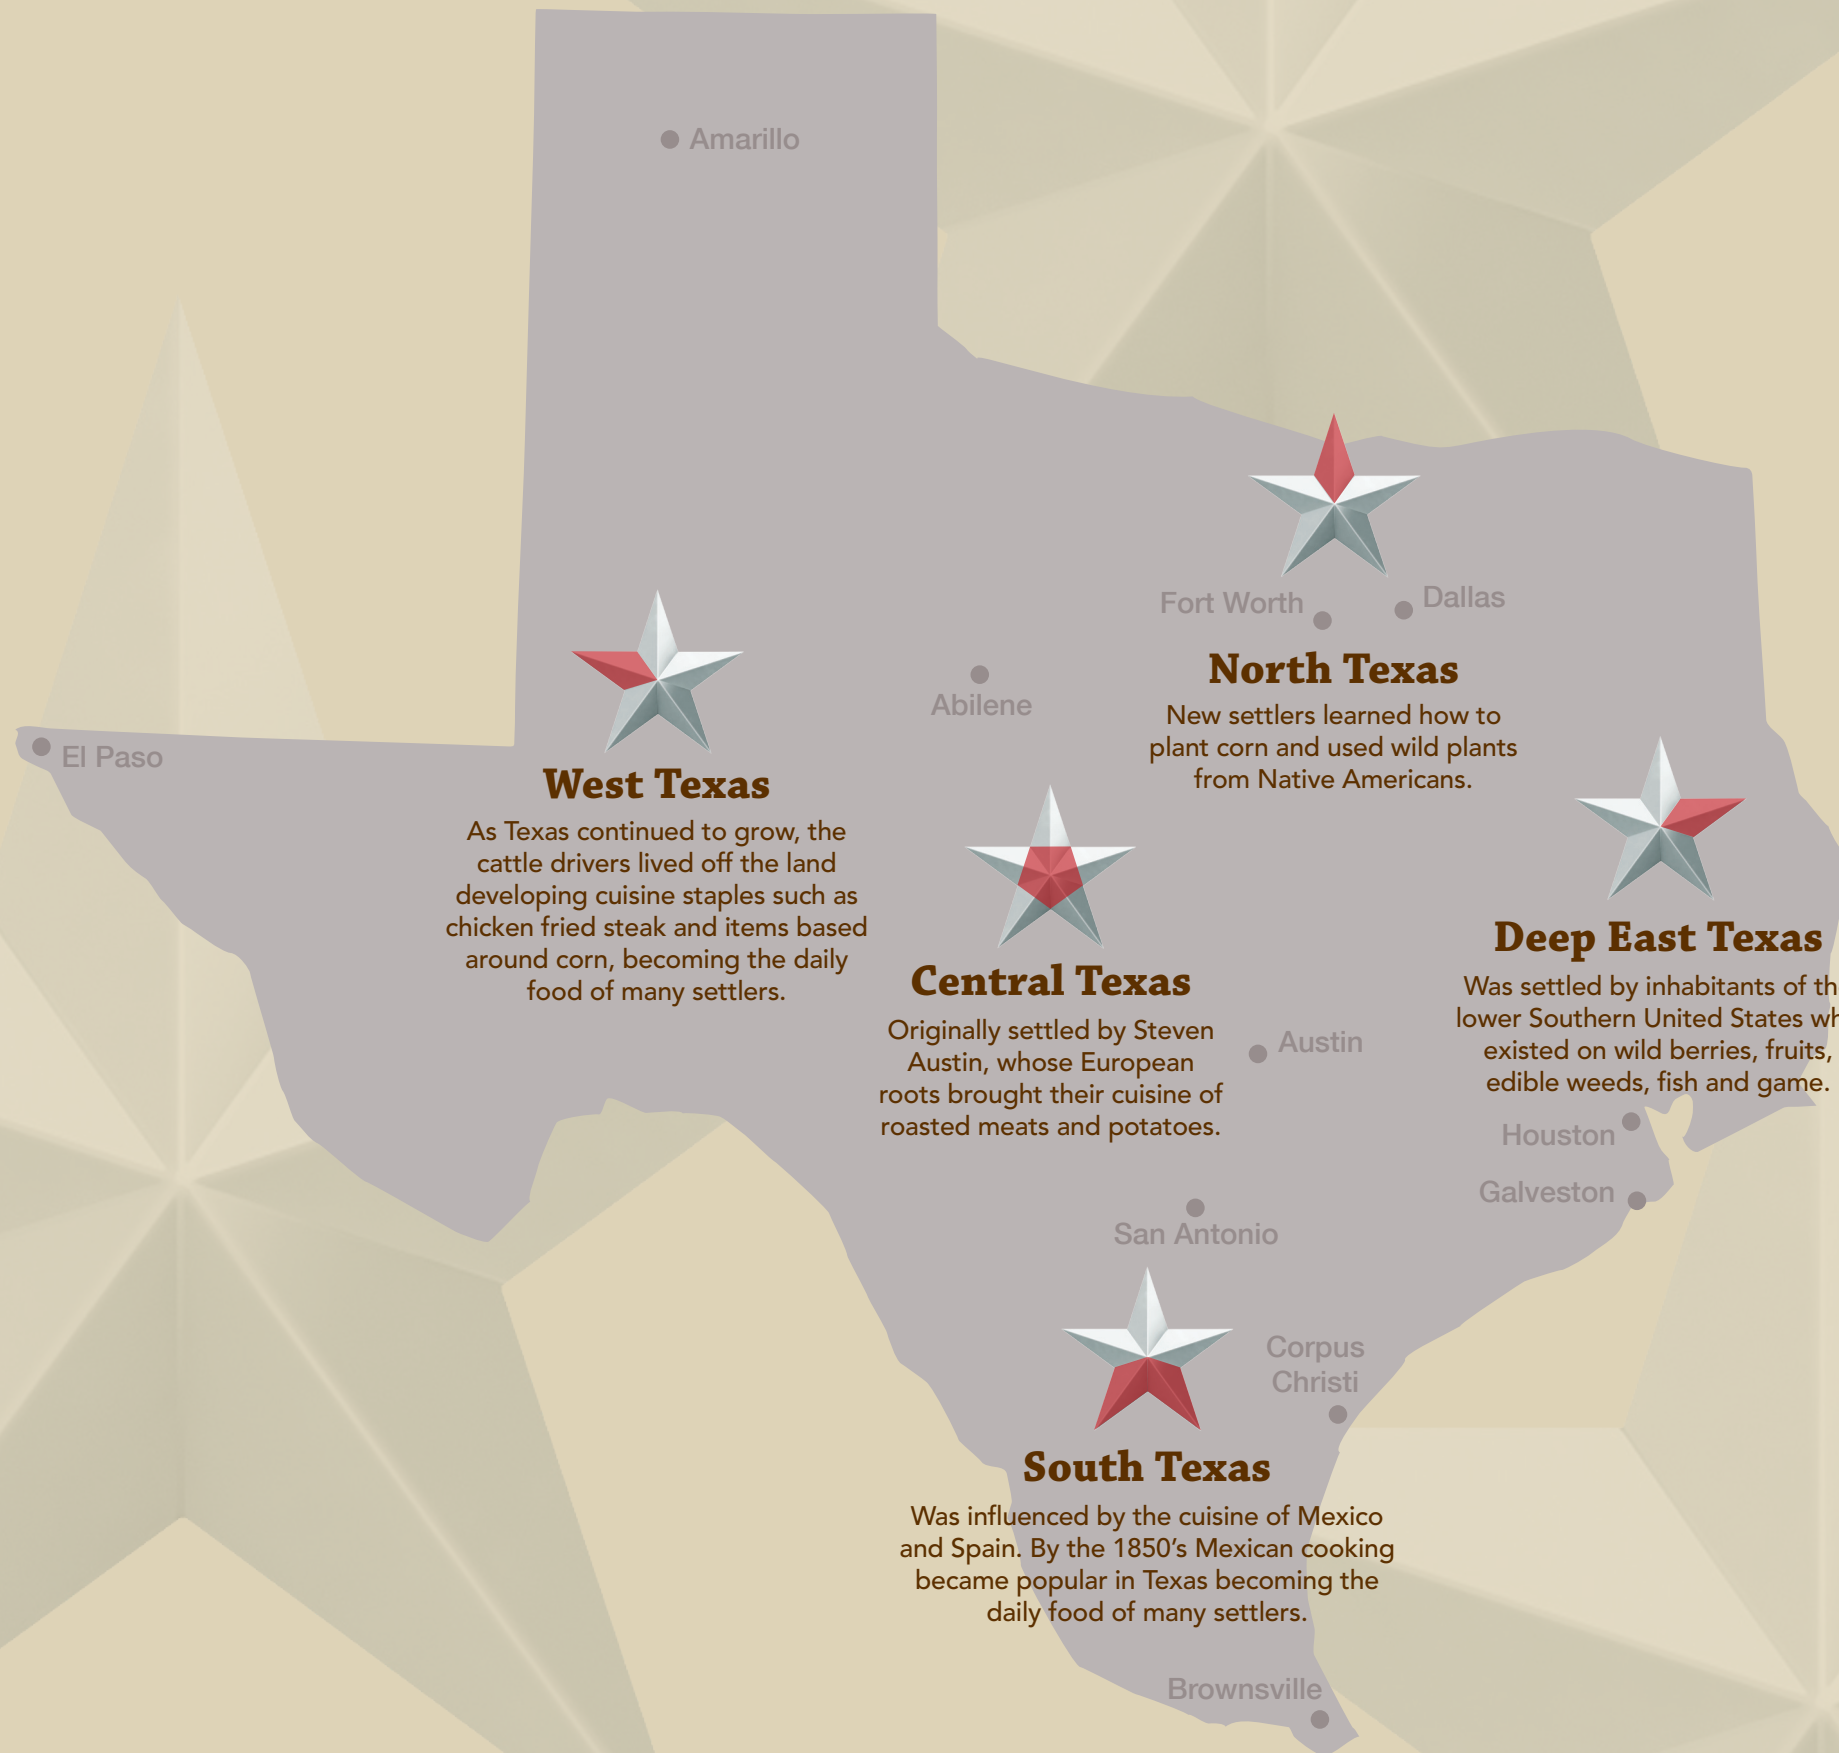 Amarillo
Fort Worth
Dallas
North Texas
New settlers learned how to
plant corn and used wild plants
from Native Americans.
Abilene
El Paso
West Texas
As Texas continued to grow, the
cattle drivers lived off the land
developing cuisine staples such as
chicken fried steak and items based
around corn, becoming the daily
food of many settlers.
Central Texas
Originally settled by Steven
Austin, whose European
roots brought their cuisine of
roasted meats and potatoes.
Deep East Texas
Was settled by inhabitants of
lower Southern United States
existed on wild berries, fruits,
edible weeds, fish and game.
Austin
Houston
Galveston
San Antonio
Corpus
Christi
South Texas
Was influenced by the cuisine of Mexico
and Spain. By the 1850's Mexican cooking
became popular in Texas becoming the
daily food of many settlers.
Brownsville